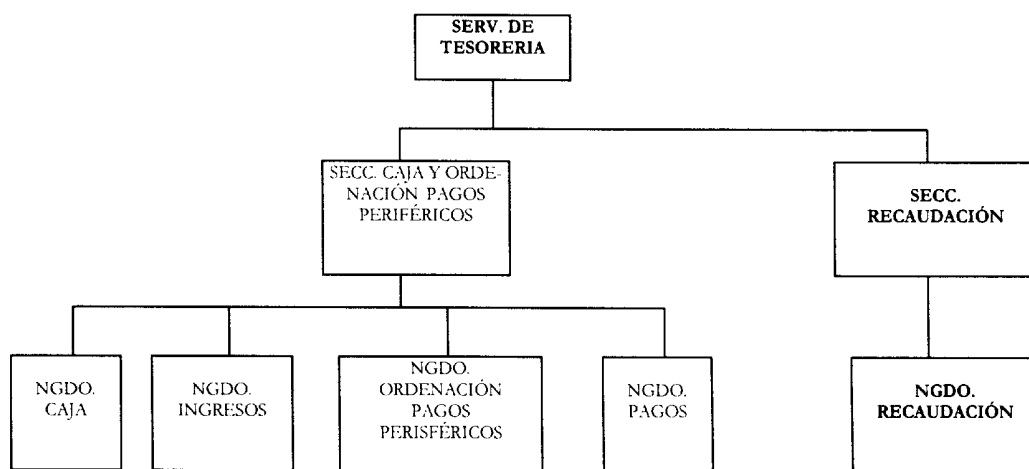 SERV. DE
TESORERIA
SECC. CAJA Y ORDE-
NACIÓN PAGOS
PERIFÉRICOS
SECC.
RECAUDACIÓN
NGDO.
CAJA
NGDO.
INGRESOS
NGDO.
ORDENACIÓN
PAGOS
PERISFÉRICOS
NGDO.
PAGOS
NGDO.
RECAUDACIÓN